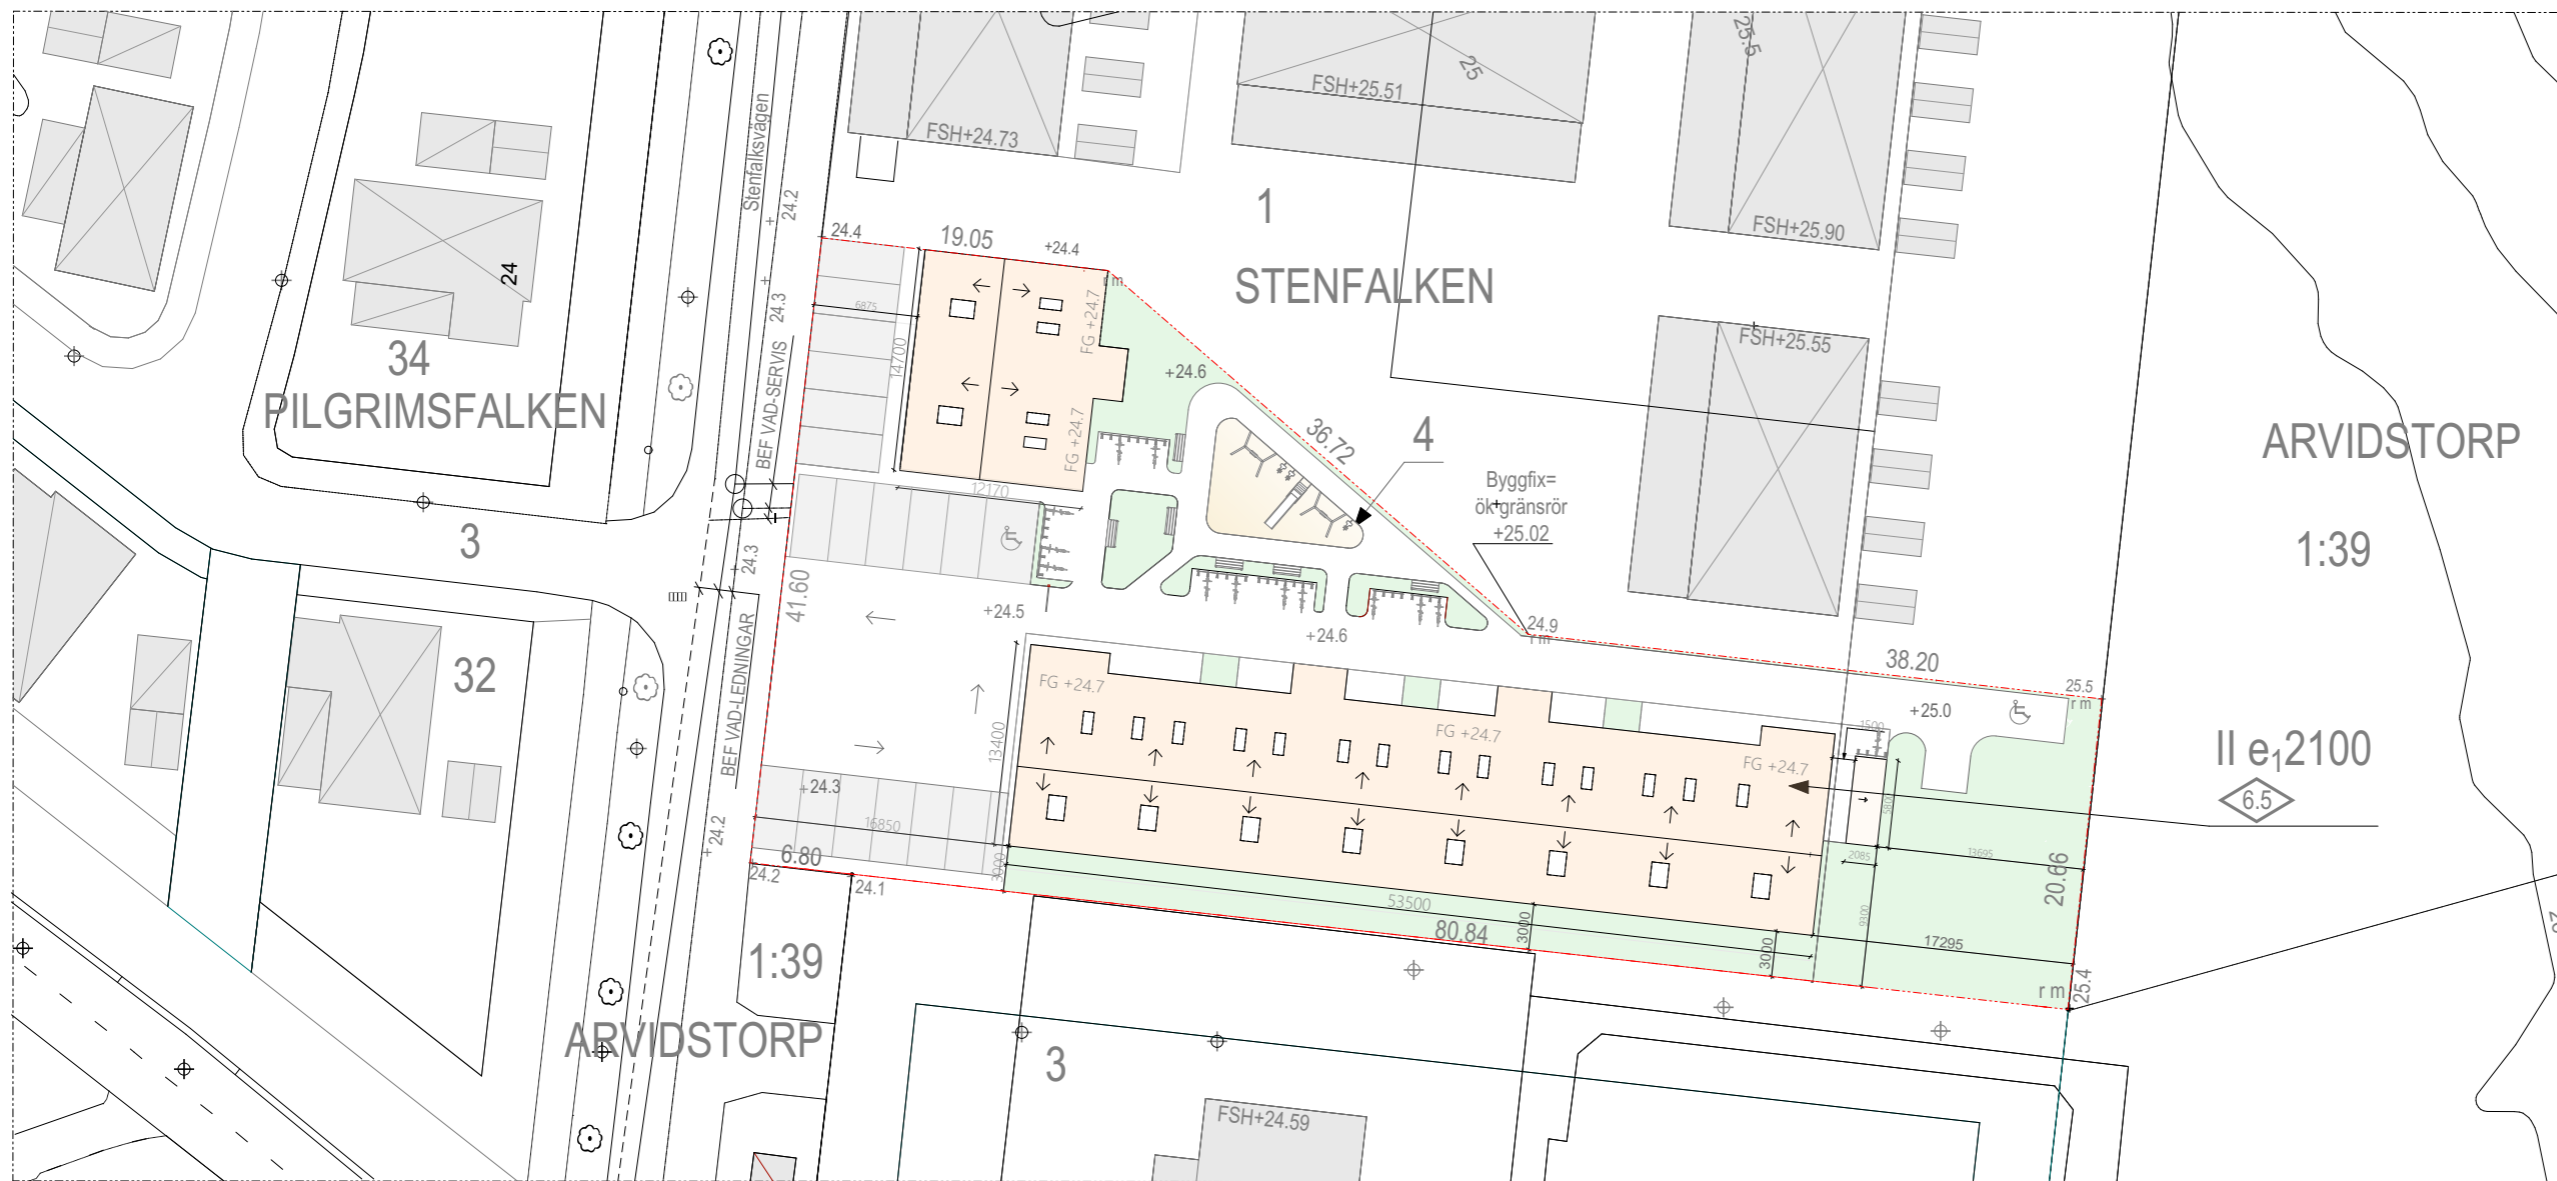 25.5
25
FSH+25.51
FSH+24.73
Stenfalksvägen
24.2
1
FSH+25.90
24.4
19.05
+24.4
r m
STENFALKEN
24
24.3
6875
FG +24.7
FSH+25.55
34
PILGRIMSFALKEN
14700
+24.6
BEF VAD-SERVIS
FG +24.7
36.72
4
ARVIDSTORP
1:39
Byggfix=
ök gränsrör
+25.02
12170
3
24.3
41.60
+24.5
+24.6
24.9
r m
38.20
25.5
r m
32
BEF VAD-LEDNINGAR
FG +24.7
13400
FG +24.7
FG +24.7
1500
+25.0
II e₁2100
6.5
+24.3
16850
5800
24.2
6.80
24.2
24.1
3900
2085
13695
20.66
53500
80.84
3000
3000
9300
17295
r m
25.4
1:39
ARVIDSTORP
3
FSH+24.59